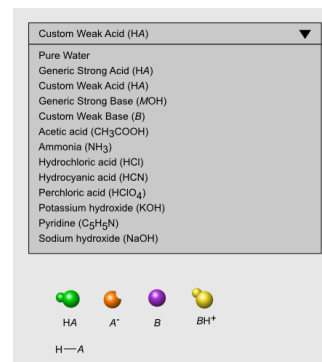 Custom Weak Acid (HA)
Pure Water
Generic Strong Acid (HA)
Custom Weak Acid (HA)
Generic Strong Base (MOH)
Custom Weak Base (B)
Acetic acid (CH₃COOH)
Ammonia (NH₃)
Hydrochloric acid (HCl)
Hydrocyanic acid (HCN)
Perchloric acid (HClO₄)
Potassium hydroxide (KOH)
Pyridine (C₅H₅N)
Sodium hydroxide (NaOH)
HA A⁻ B BH⁺
H—A